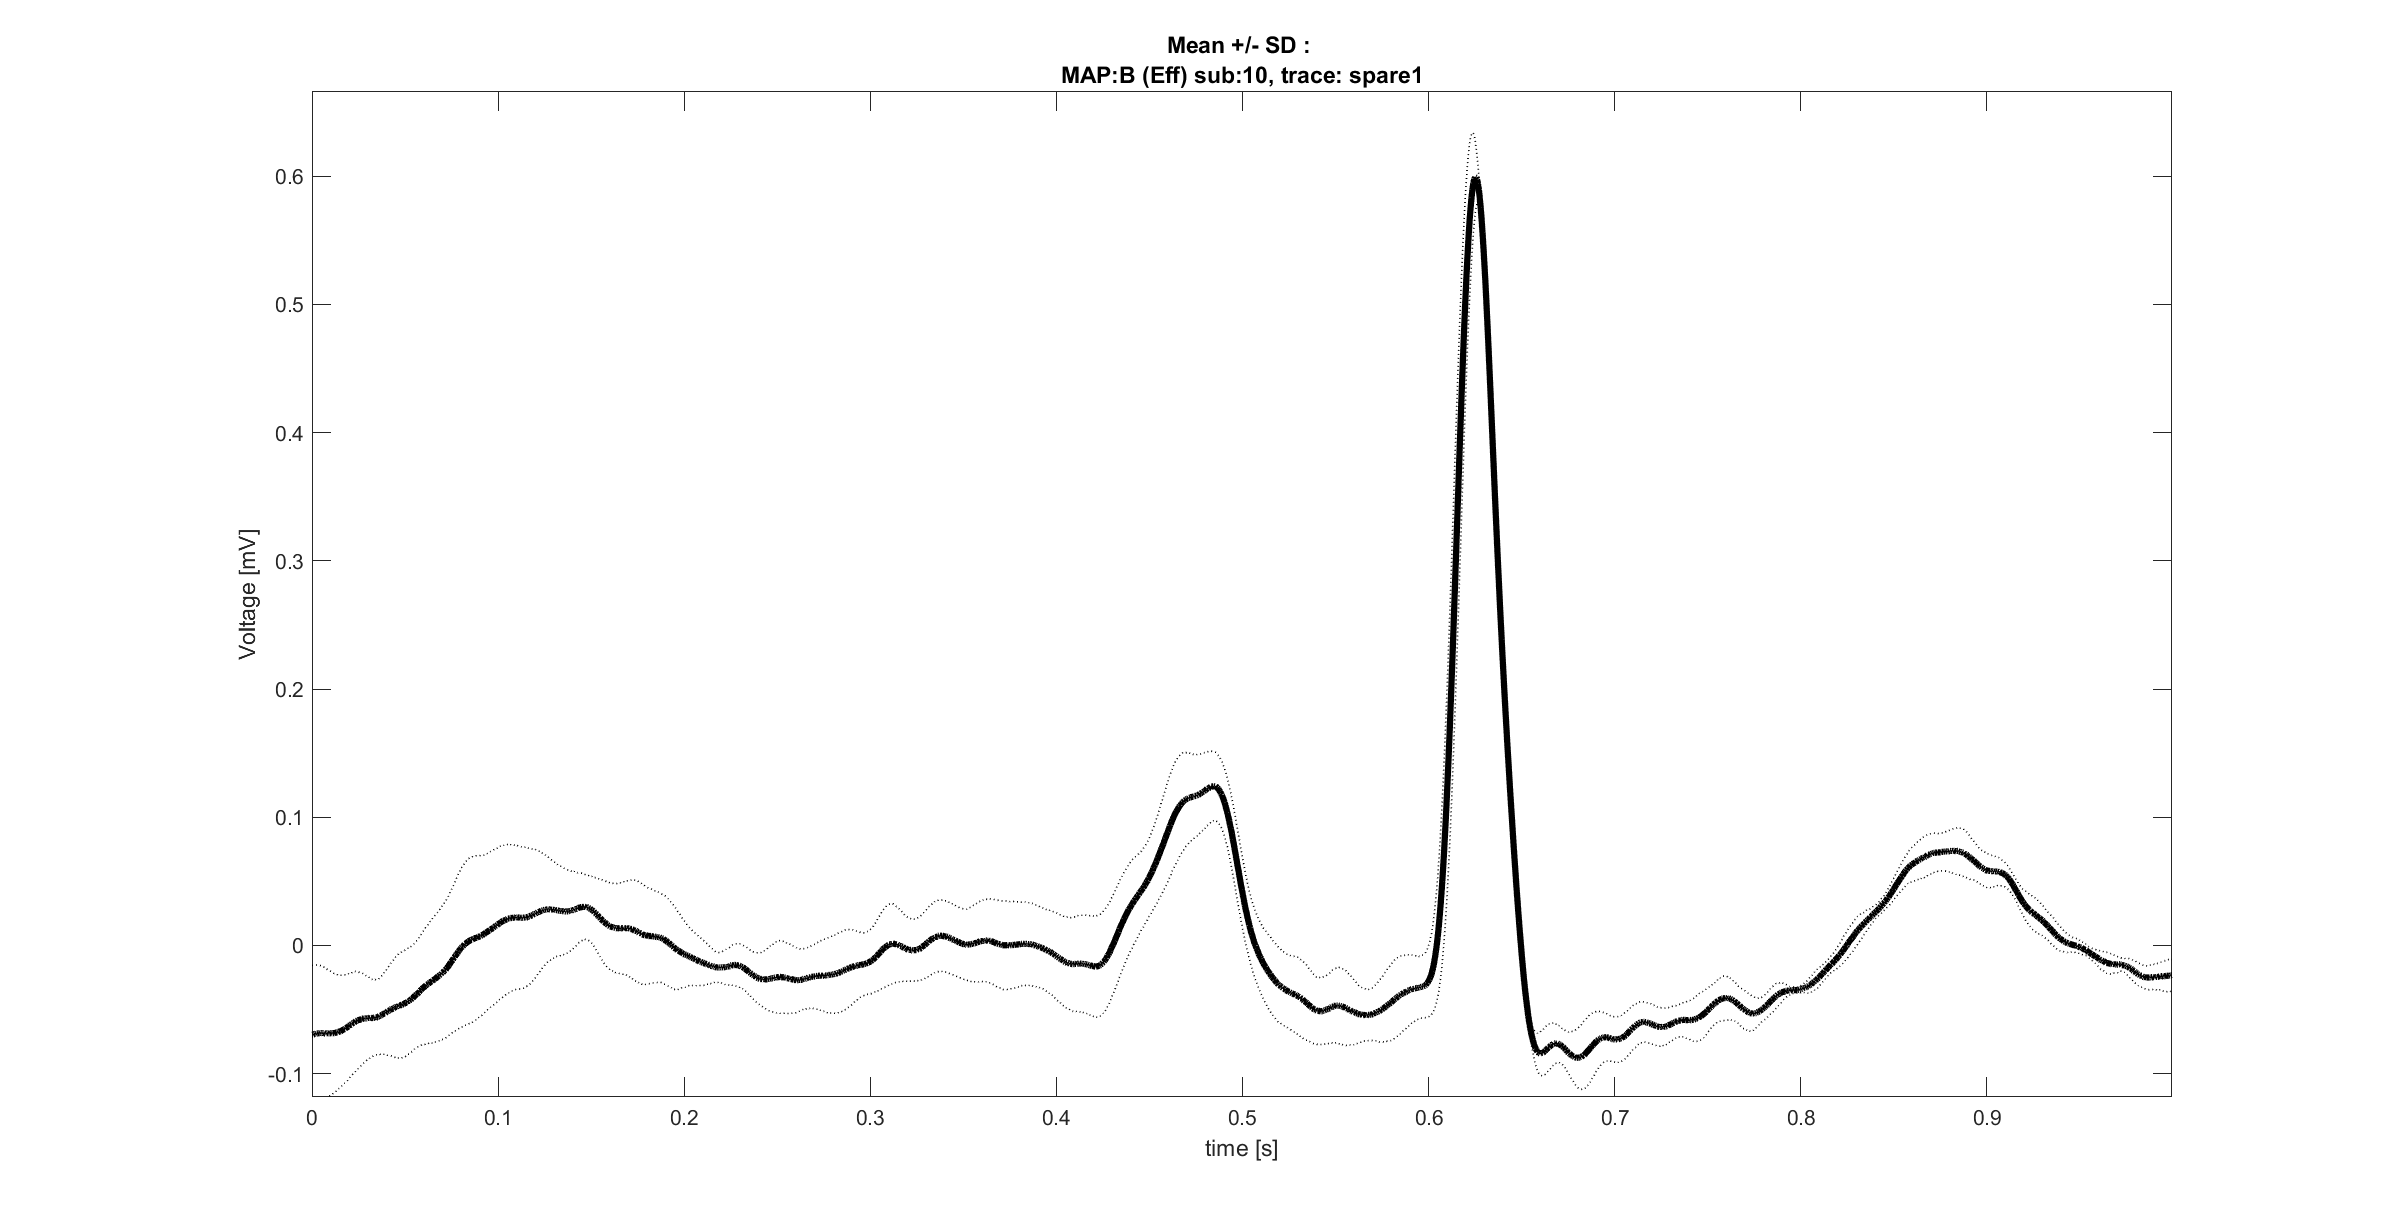 Mean +/- SD :
MAP:B (Eff) sub:10, trace: spare1
0.6
0.5
0.4
0.3
0.2
0.1
0
-0.1
Voltage [mV]
0 0.1 0.2 0.3 0.4 0.5 0.6 0.7 0.8 0.9
time [s]